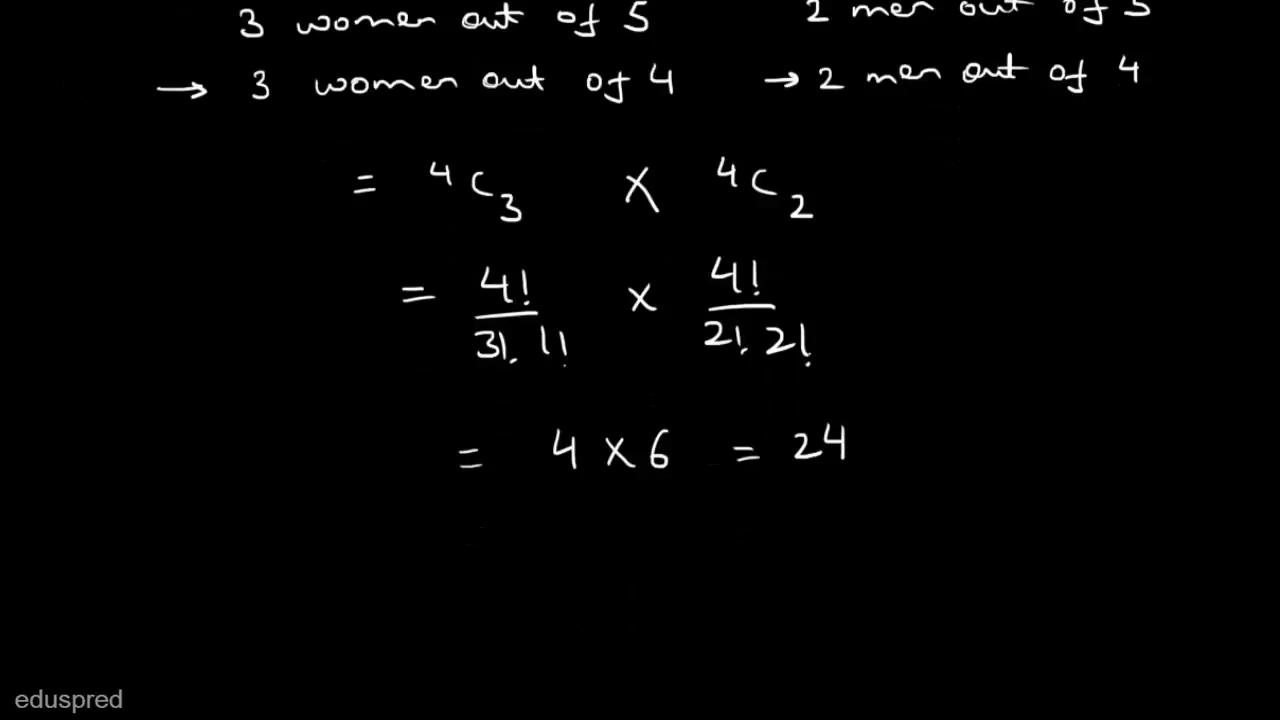 3 women out of 5 2 men out of 5
→ 3 women out of 4 → 2 men out of 4
= ⁴C₃ X ⁴C₂
= 4!/3!.1! x 4!/2!.2!
= 4 X 6 = 24
eduspred